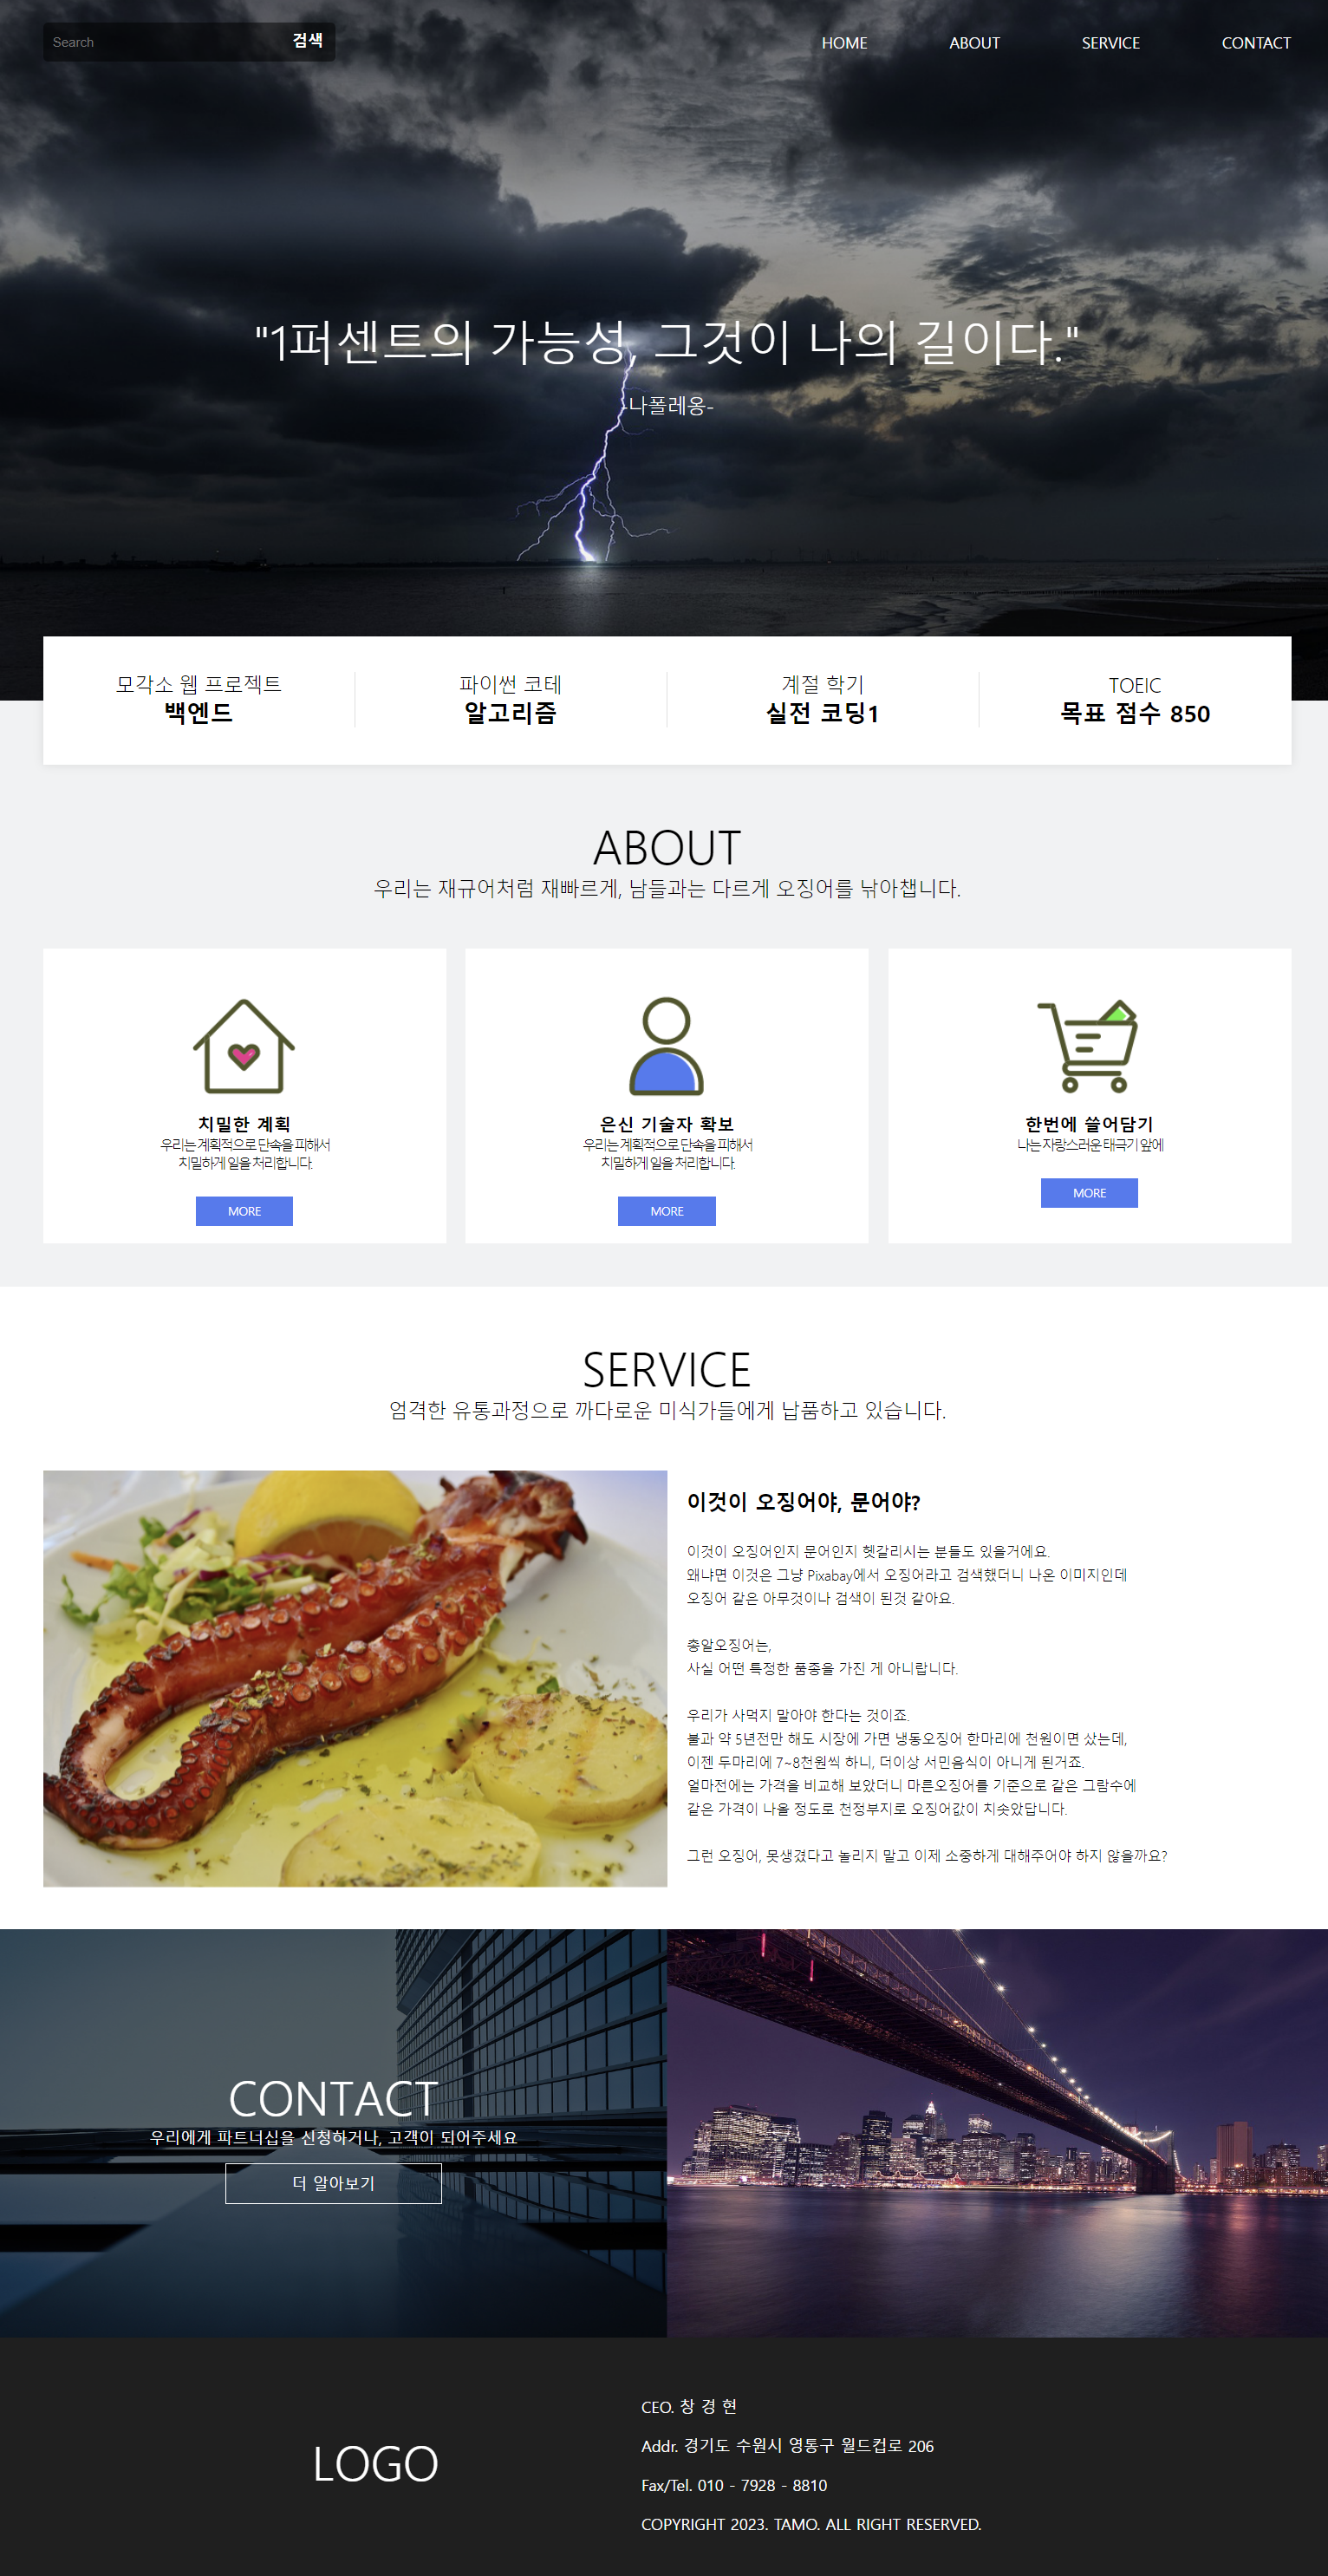 Search
검색
HOME
ABOUT
SERVICE
CONTACT
"1퍼센트의 가능성, 그것이 나의 길이다."
-나폴레옹-
모각소 웹 프로젝트
백엔드
파이썬 코테
알고리즘
계절 학기
실전 코딩1
TOEIC
목표 점수 850
ABOUT
우리는 재규어처럼 재빠르게, 남들과는 다르게 오징어를 낚아챕니다.
치밀한 계획
우리는 계획적으로 단속을 피해서
치밀하게 일을 처리합니다.
MORE
은신 기술자 확보
우리는 계획적으로 단속을 피해서
치밀하게 일을 처리합니다.
MORE
한번에 쓸어담기
나는 자랑스러운 태극기 앞에
MORE
SERVICE
엄격한 유통과정으로 까다로운 미식가들에게 납품하고 있습니다.
이것이 오징어야, 문어야?
이것이 오징어인지 문어인지 헷갈리시는 분들도 있을거에요.
왜냐면 이것은 그냥 Pixabay에서 오징어라고 검색했더니 나온 이미지인데
오징어 같은 아무것이나 검색이 된것 같아요.
총알오징어는,
사실 어떤 특정한 품종을 가진 게 아니랍니다.
우리가 사먹지 말아야 한다는 것이죠.
불과 약 5년전만 해도 시장에 가면 냉동오징어 한마리에 천원이면 샀는데,
이젠 두마리에 7~8천원씩 하니, 더이상 서민음식이 아니게 된거죠.
얼마전에는 가격을 비교해 보았더니 마른오징어를 기준으로 같은 그람수에
같은 가격이 나올 정도로 천정부지로 오징어값이 치솟았답니다.
그런 오징어, 못생겼다고 놀리지 말고 이제 소중하게 대해주어야 하지 않을까요?
CONTACT
우리에게 파트너십을 신청하거나, 고객이 되어주세요
더 알아보기
LOGO
CEO. 창 경 현
Addr. 경기도 수원시 영통구 월드컵로 206
Fax/Tel. 010 - 7928 - 8810
COPYRIGHT 2023. TAMO. ALL RIGHT RESERVED.